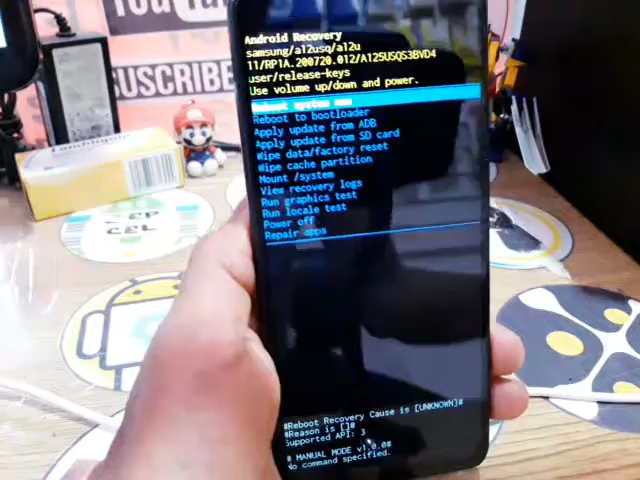 YouTube
SUBSCRIBE
Android Recovery
samsung/a12usq/a12u
11/RP1A.200720.012/A125USQS3BVD4
user/release-keys
Use volume up/down and power.
Reboot system now
Reboot to bootloader
Apply update from ADB
Apply update from SD card
Wipe data/factory reset
Wipe cache partition
Mount /system
View recovery logs
Run graphics test
Run locale test
Power off
Repair apps
#Reboot Recovery Cause is [UNKNOWN]#
#Reason is []#
Supported API: 3
# MANUAL MODE v1.0.0#
No command specified.